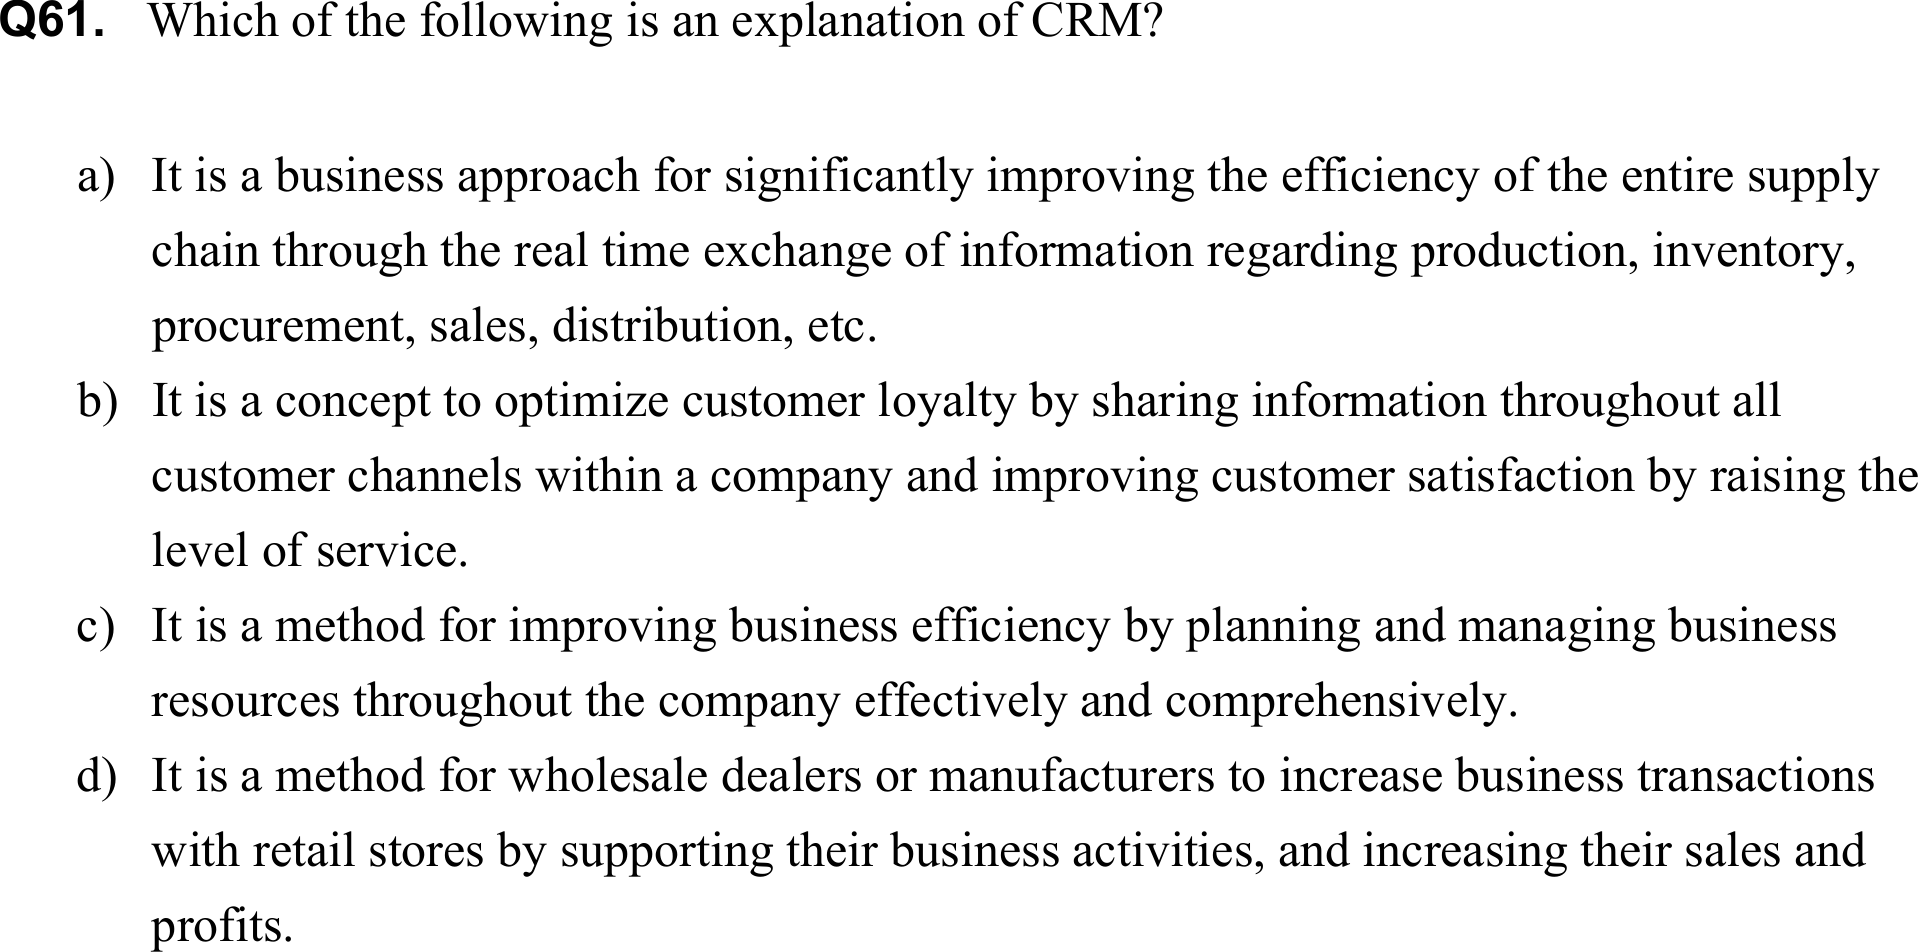 Q61. Which of the following is an explanation of CRM?
a) It is a business approach for significantly improving the efficiency of the entire supply
chain through the real time exchange of information regarding production, inventory,
procurement, sales, distribution, etc.
b) It is a concept to optimize customer loyalty by sharing information throughout all
customer channels within a company and improving customer satisfaction by raising the
level of service.
c) It is a method for improving business efficiency by planning and managing business
resources throughout the company effectively and comprehensively.
d) It is a method for wholesale dealers or manufacturers to increase business transactions
with retail stores by supporting their business activities, and increasing their sales and
profits.